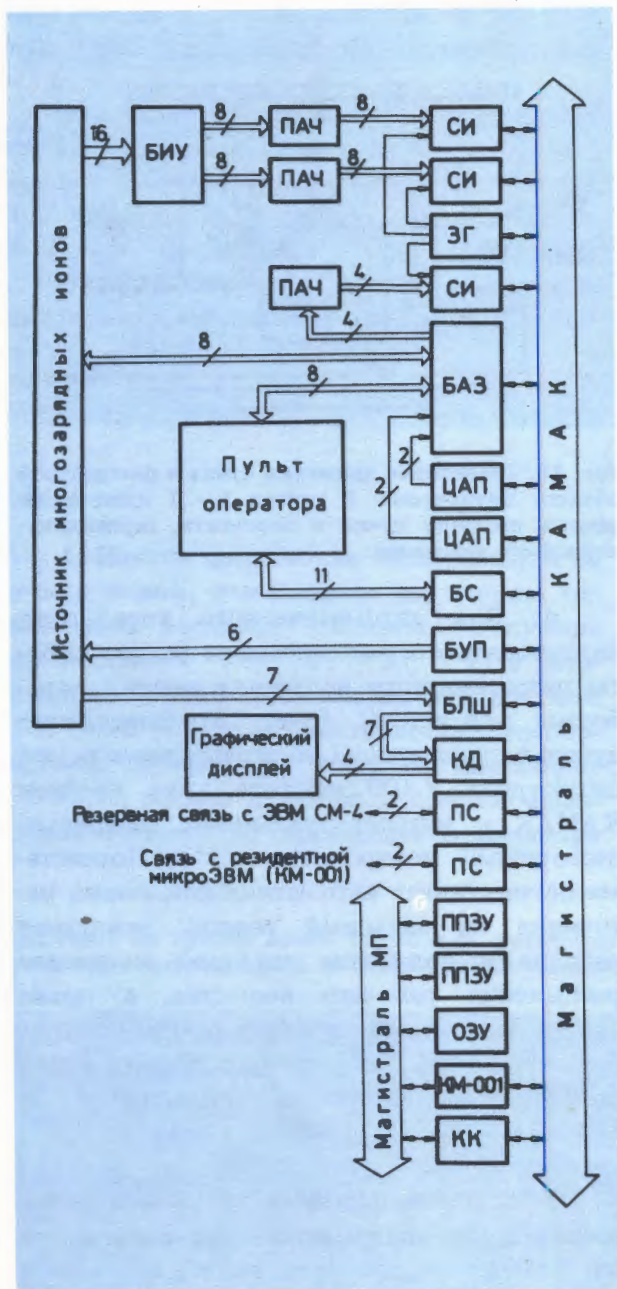 16
БИУ
8
ПАЧ
8
СИ
8
ПАЧ
8
СИ
ЗГ
ПАЧ
4
СИ
4
8
БАЗ
8
Источник многозарядных ионов
Пульт
оператора
2
ЦАП
2
ЦАП
11
БС
6
БУП
7
БЛШ
Графический
дисплей
7
4
КД
Резервная связь с ЭВМ СМ-4
2
ПС
Связь с резидентной
микроЭВМ (КМ-001)
2
ПС
ППЗУ
ППЗУ
ОЗУ
КМ-001
КК
Магистраль МП
Магистраль КАМАК